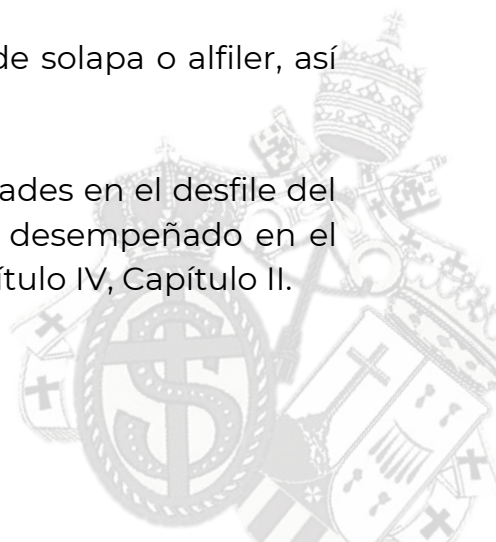 de solapa o alfiler, así
ades en el desfile del
desempeñado en el
ítulo IV, Capítulo II.